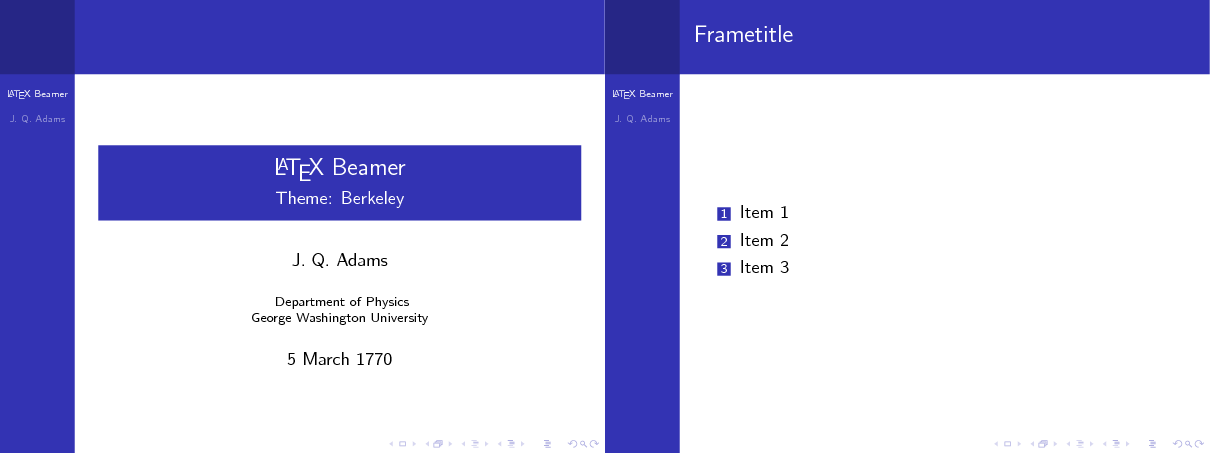 LATEX Beamer
J. Q. Adams
LATEX Beamer
Theme: Berkeley
J. Q. Adams
Department of Physics
George Washington University
5 March 1770
Frametitle
LATEX Beamer
J. Q. Adams
1 Item 1
2 Item 2
3 Item 3